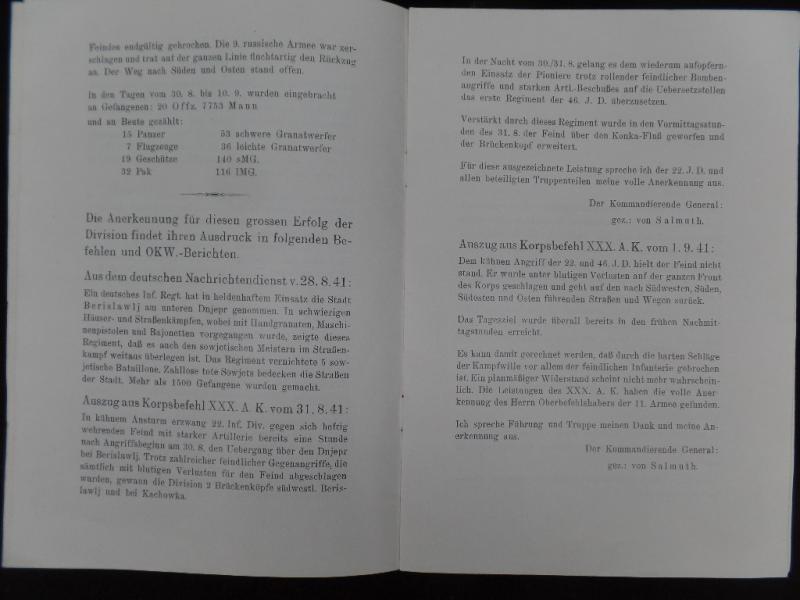 Feindes endgültig gebrochen. Die 9. russische Armee war zer-
schlagen und trat auf der ganzen Linie fluchtartig den Rückzug
an. Der Weg nach Süden und Osten stand offen.
In den Tagen vom 30. 8. bis 10. 9. wurden eingebracht
an Gefangenen: 20 Offz. 7753 Mann
und an Beute gezählt:
15 Panzer 53 schwere Granatwerfer
7 Flugzeuge 36 leichte Granatwerfer
19 Geschütze 140 sMG.
32 Pak 116 lMG.
Die Anerkennung für diesen grossen Erfolg der
Division findet ihren Ausdruck in folgenden Be-
fehlen und OKW.-Berichten.
Aus dem deutschen Nachrichtendienst v. 28. 8. 41:
Ein deutsches Inf. Regt. hat in heldenhaftem Einsatz die Stadt
Berislawlj am unteren Dnjepr genommen. In schwierigen
Häuser- und Straßenkämpfen, wobei mit Handgranaten, Maschi-
nenpistolen und Bajonetten vorgegangen wurde, zeigte dieses
Regiment, daß es auch den sowjetischen Meistern im Straßen-
kampf weitaus überlegen ist. Das Regiment vernichtete 5 sow-
jetische Bataillone. Zahllose tote Sowjets bedecken die Straßen
der Stadt. Mehr als 1500 Gefangene wurden gemacht.
Auszug aus Korpsbefehl XXX. A. K. vom 31. 8. 41:
In kühnem Ansturm erzwang 22. Inf. Div. gegen sich heftig
wehrenden Feind mit starker Artillerie bereits eine Stunde
nach Angriffsbeginn am 30. 8. den Uebergang über den Dnjepr
bei Berislawlj. Trotz zahlreicher feindlicher Gegenangriffe, die
sämtlich mit blutigen Verlusten für den Feind abgeschlagen
wurden, gewann die Division 2 Brückenköpfe südwestl. Beris-
lawlj und bei Kachowka.
In der Nacht vom 30./31. 8. gelang es dem wiederum aufopfern-
den Einsatz der Pioniere trotz rollender feindlicher Bomben-
angriffe und starken Artl.-Beschußes auf die Uebersetzstellen
das erste Regiment der 46. J. D. überzusetzen.
Verstärkt durch dieses Regiment wurde in den Vormittagsstun-
den des 31. 8. der Feind über den Konka-Fluß geworfen und
der Brückenkopf erweitert.
Für diese ausgezeichnete Leistung spreche ich der 22. J. D. und
allen beteiligten Truppenteilen meine volle Anerkennung aus.
Der Kommandierende General:
gez.: von Salmuth.
Auszug aus Korpsbefehl XXX. A. K. vom 1. 9. 41:
Dem kühnen Angriff der 22. und 46. J. D. hielt der Feind nicht
stand. Er wurde unter blutigen Verlusten auf der ganzen Front
des Korps geschlagen und geht auf den nach Südwesten, Süden,
Südosten und Osten führenden Straßen und Wegen zurück.
Das Tagesziel wurde überall bereits in den frühen Nachmit-
tagstunden erreicht.
Es kann damit gerechnet werden, daß durch die harten Schläge
der Kampfwille vor allem der feindlichen Infanterie gebrochen
ist. Ein planmäßiger Widerstand scheint nicht mehr wahrschein-
lich. Die Leistungen des XXX. A. K. haben die volle Aner-
kennung des Herrn Oberbefehlshabers der 11. Armee gefunden.
Ich spreche Führung und Truppe meinen Dank und meine An-
erkennung aus.
Der Kommandierende General:
gez.: von Salmuth.